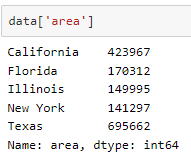 data['area']
California    423967
Florida       170312
Illinois      149995
New York      141297
Texas         695662
Name: area, dtype: int64